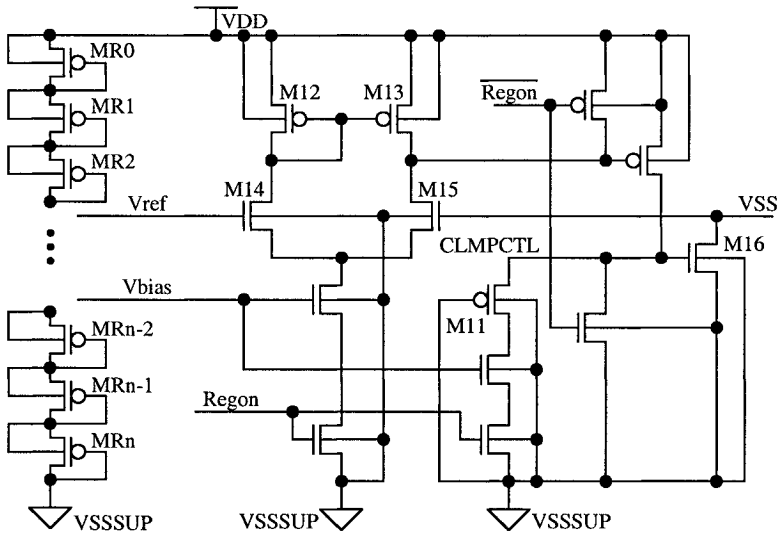 VDD
MR0
M12
M13
Regon
MR1
MR2
M14
M15
Vref
VSS
CLMPCTL
M16
Vbias
M11
MRn-2
MRn-1
Regon
MRn
VSSSUP
VSSSUP
VSSSUP